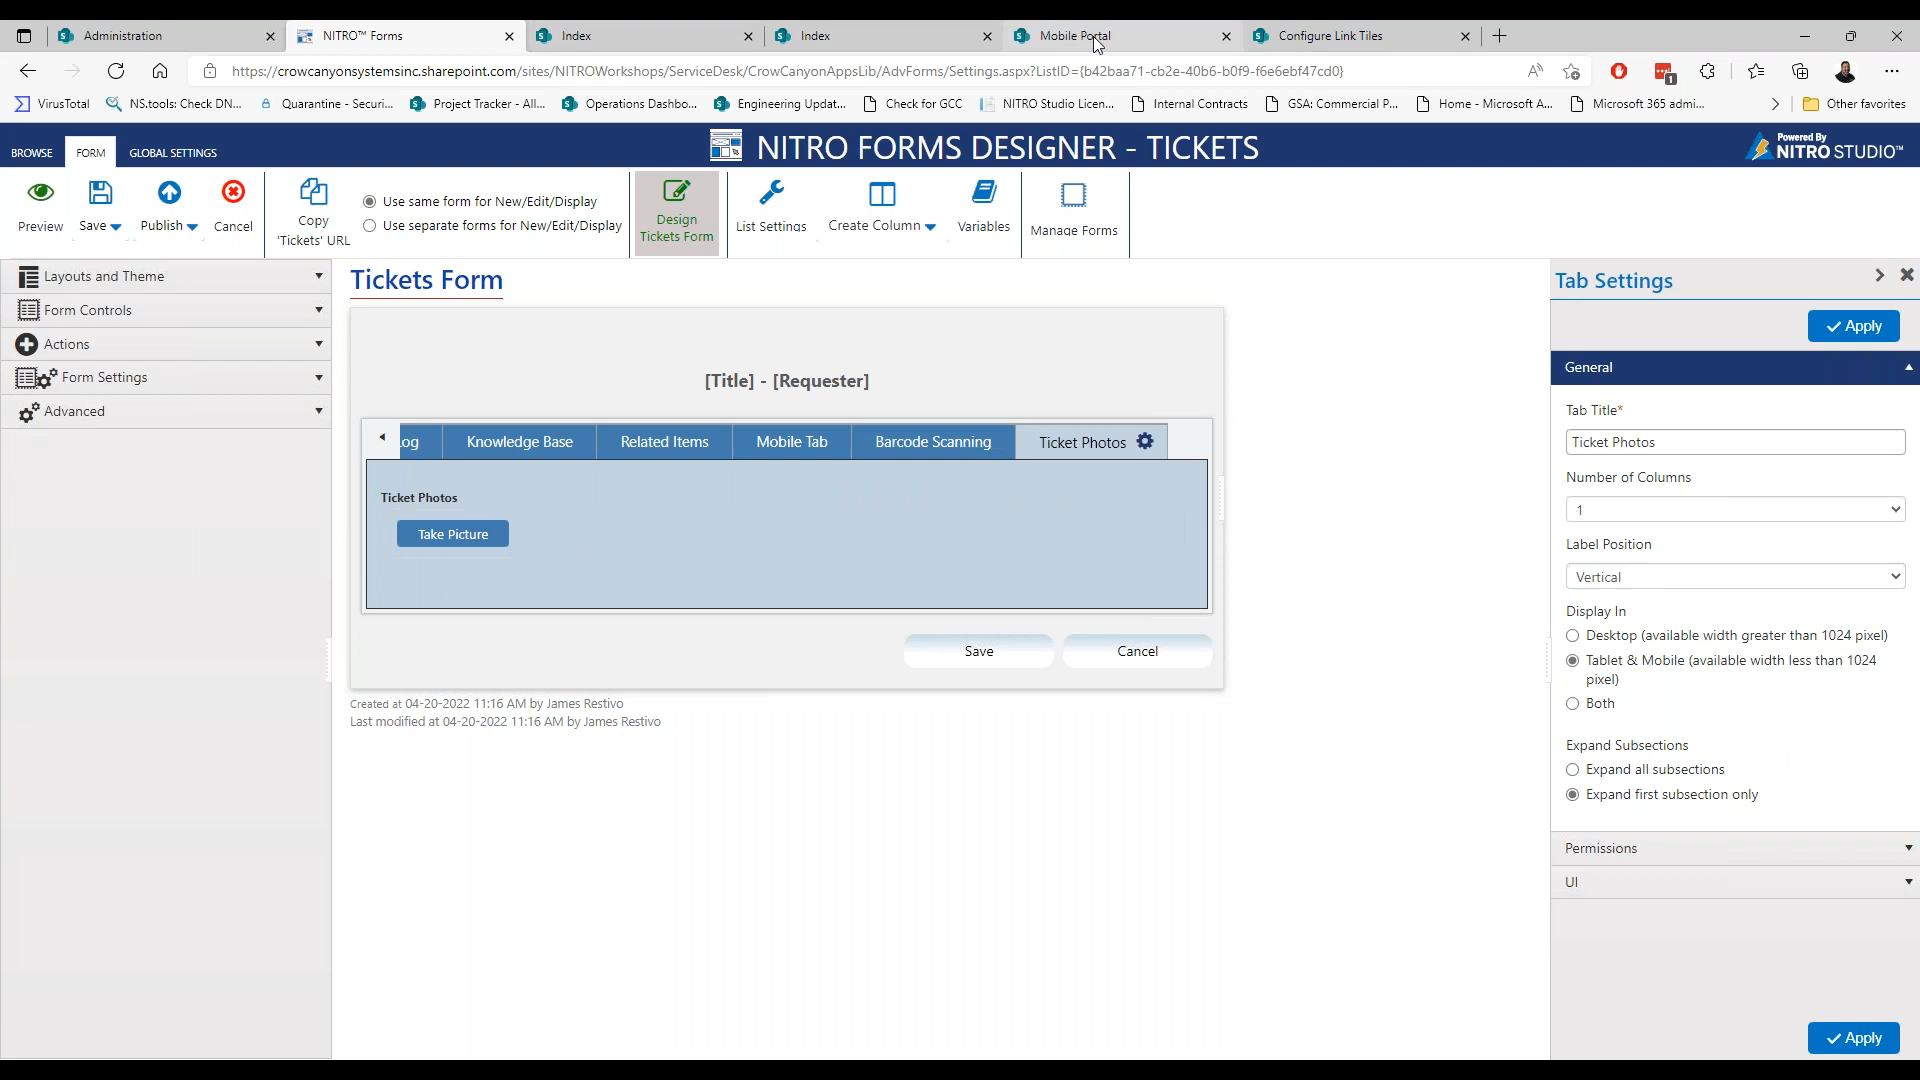 Administration
NITRO™ Forms
Index
Index
Mobile Portal
Configure Link Tiles
https://crowcanyonsystemsinc.sharepoint.com/sites/NITROWorkshops/ServiceDesk/CrowCanyonAppsLib/AdvForms/Settings.aspx?ListID={b42baa71-cb2e-40b6-b0f9-f6e6ebf47cd0}
1
VirusTotal
NS.tools: Check DN...
Quarantine - Securi...
Project Tracker - All...
Operations Dashbo...
Engineering Updat...
Check for GCC
NITRO Studio Licen...
Internal Contracts
GSA: Commercial P...
Home - Microsoft A...
Microsoft 365 admi...
Other favorites
BROWSE
FORM
GLOBAL SETTINGS
NITRO FORMS DESIGNER - TICKETS
Powered By
NITRO STUDIO™
Preview
Save
Publish
Cancel
Copy
'Tickets' URL
Use same form for New/Edit/Display
Use separate forms for New/Edit/Display
Design
Tickets Form
List Settings
Create Column
Variables
Manage Forms
Layouts and Theme
Form Controls
Actions
Form Settings
Advanced
Tickets Form
[Title] - [Requester]
Log
Knowledge Base
Related Items
Mobile Tab
Barcode Scanning
Ticket Photos
Ticket Photos
Take Picture
Save
Cancel
Created at 04-20-2022 11:16 AM by James Restivo
Last modified at 04-20-2022 11:16 AM by James Restivo
Tab Settings
Apply
General
Tab Title*
Ticket Photos
Number of Columns
1
Label Position
Vertical
Display In
Desktop (available width greater than 1024 pixel)
Tablet & Mobile (available width less than 1024
pixel)
Both
Expand Subsections
Expand all subsections
Expand first subsection only
Permissions
UI
Apply